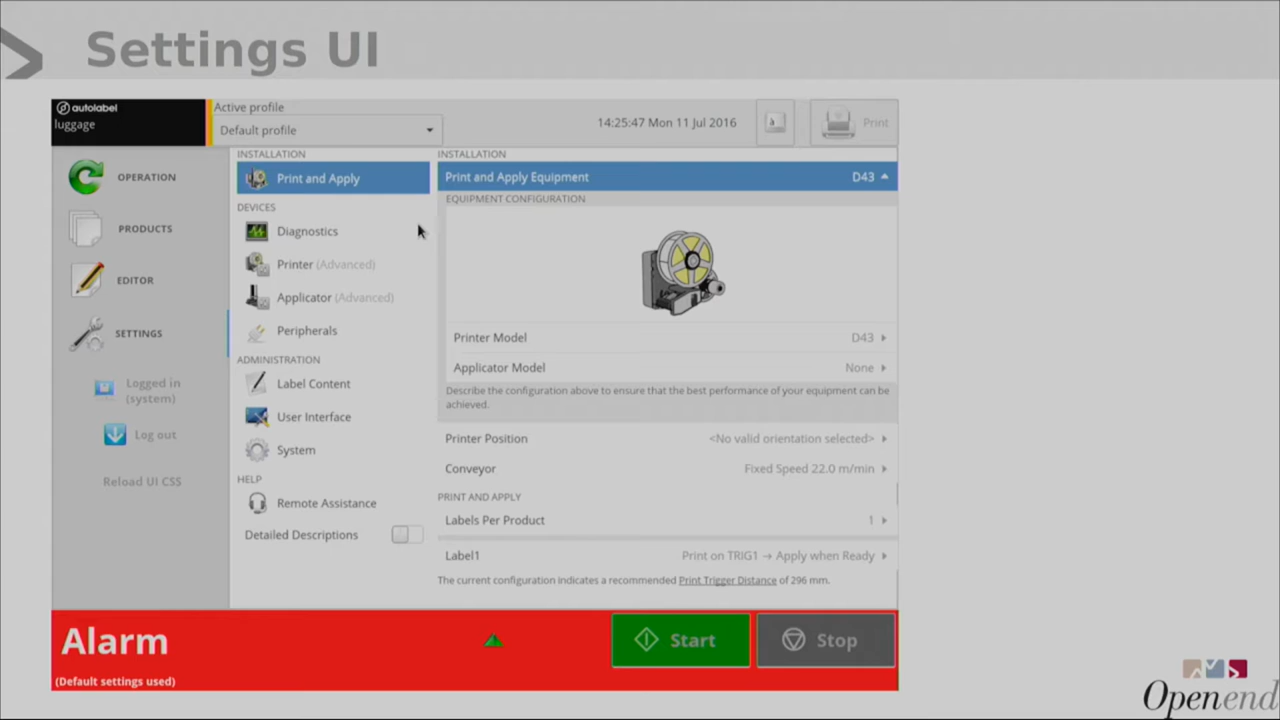 Settings UI
autolabel
luggage
Active profile
Default profile
14:25:47 Mon 11 Jul 2016
Print
OPERATION
PRODUCTS
EDITOR
SETTINGS
Logged in
(system)
Log out
Reload UI CSS
INSTALLATION
Print and Apply
DEVICES
Diagnostics
Printer (Advanced)
Applicator (Advanced)
Peripherals
ADMINISTRATION
Label Content
User Interface
System
HELP
Remote Assistance
Detailed Descriptions
INSTALLATION
Print and Apply Equipment D43
EQUIPMENT CONFIGURATION
Printer Model D43
Applicator Model None
Describe the configuration above to ensure that the best performance of your equipment can be
achieved.
Printer Position <No valid orientation selected>
Conveyor Fixed Speed 22.0 m/min
PRINT AND APPLY
Labels Per Product 1
Label1 Print on TRIG1 → Apply when Ready
The current configuration indicates a recommended Print Trigger Distance of 296 mm.
Alarm
(Default settings used)
Start
Stop
Openend